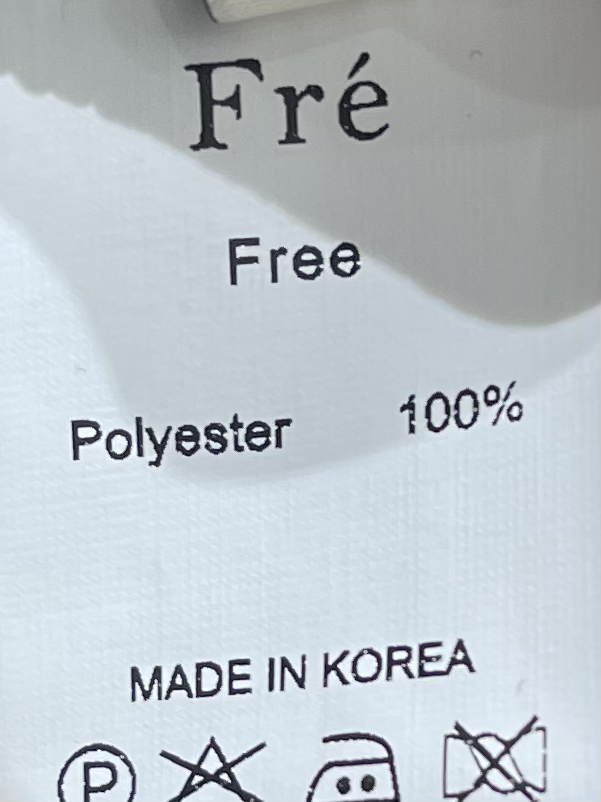 Fré
Free
Polyester 100%
MADE IN KOREA
P